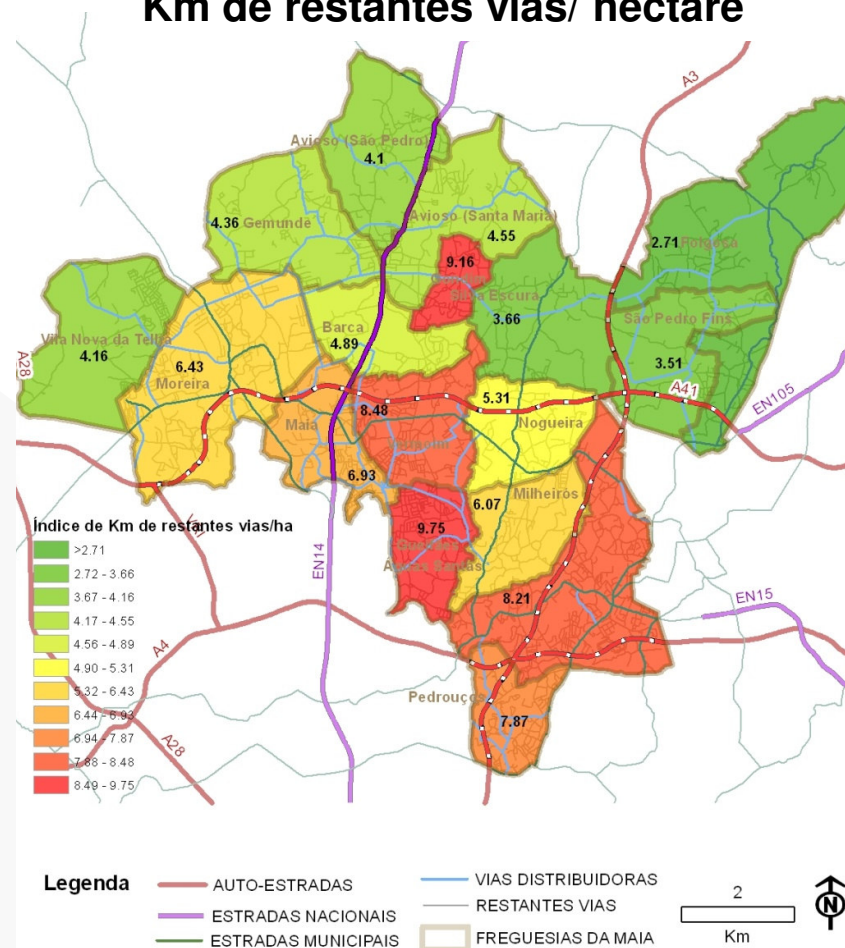 Km de restantes vias/ hectare
A3
Avioso (São Pedro)
4.1
4.36 Gemunde
Avioso (Santa Maria)
4.55
2.71 Folgosa
9.16
Silva Escura
3.66
São Pedro Fins
Vila Nova da Telha
4.16
Barca
4.89
3.51
A28
6.43
Moreira
A41
5.31
EN105
8.48
Maia
Nogueira
6.93
Milheirós
6.07
9.75
Águas Santas
Índice de Km de restantes vias/ha
>2.71
2.72 - 3.66
3.67 - 4.16
4.17 - 4.55
4.56 - 4.89
4.90 - 5.31
5.32 - 6.43
6.44 - 6.93
6.94 - 7.87
7.88 - 8.48
8.49 - 9.75
EN14
8.21
EN15
A4
Pedrouços
7.87
A28
Legenda
AUTO-ESTRADAS
ESTRADAS NACIONAIS
ESTRADAS MUNICIPAIS
VIAS DISTRIBUIDORAS
RESTANTES VIAS
FREGUESIAS DA MAIA
2
Km
N